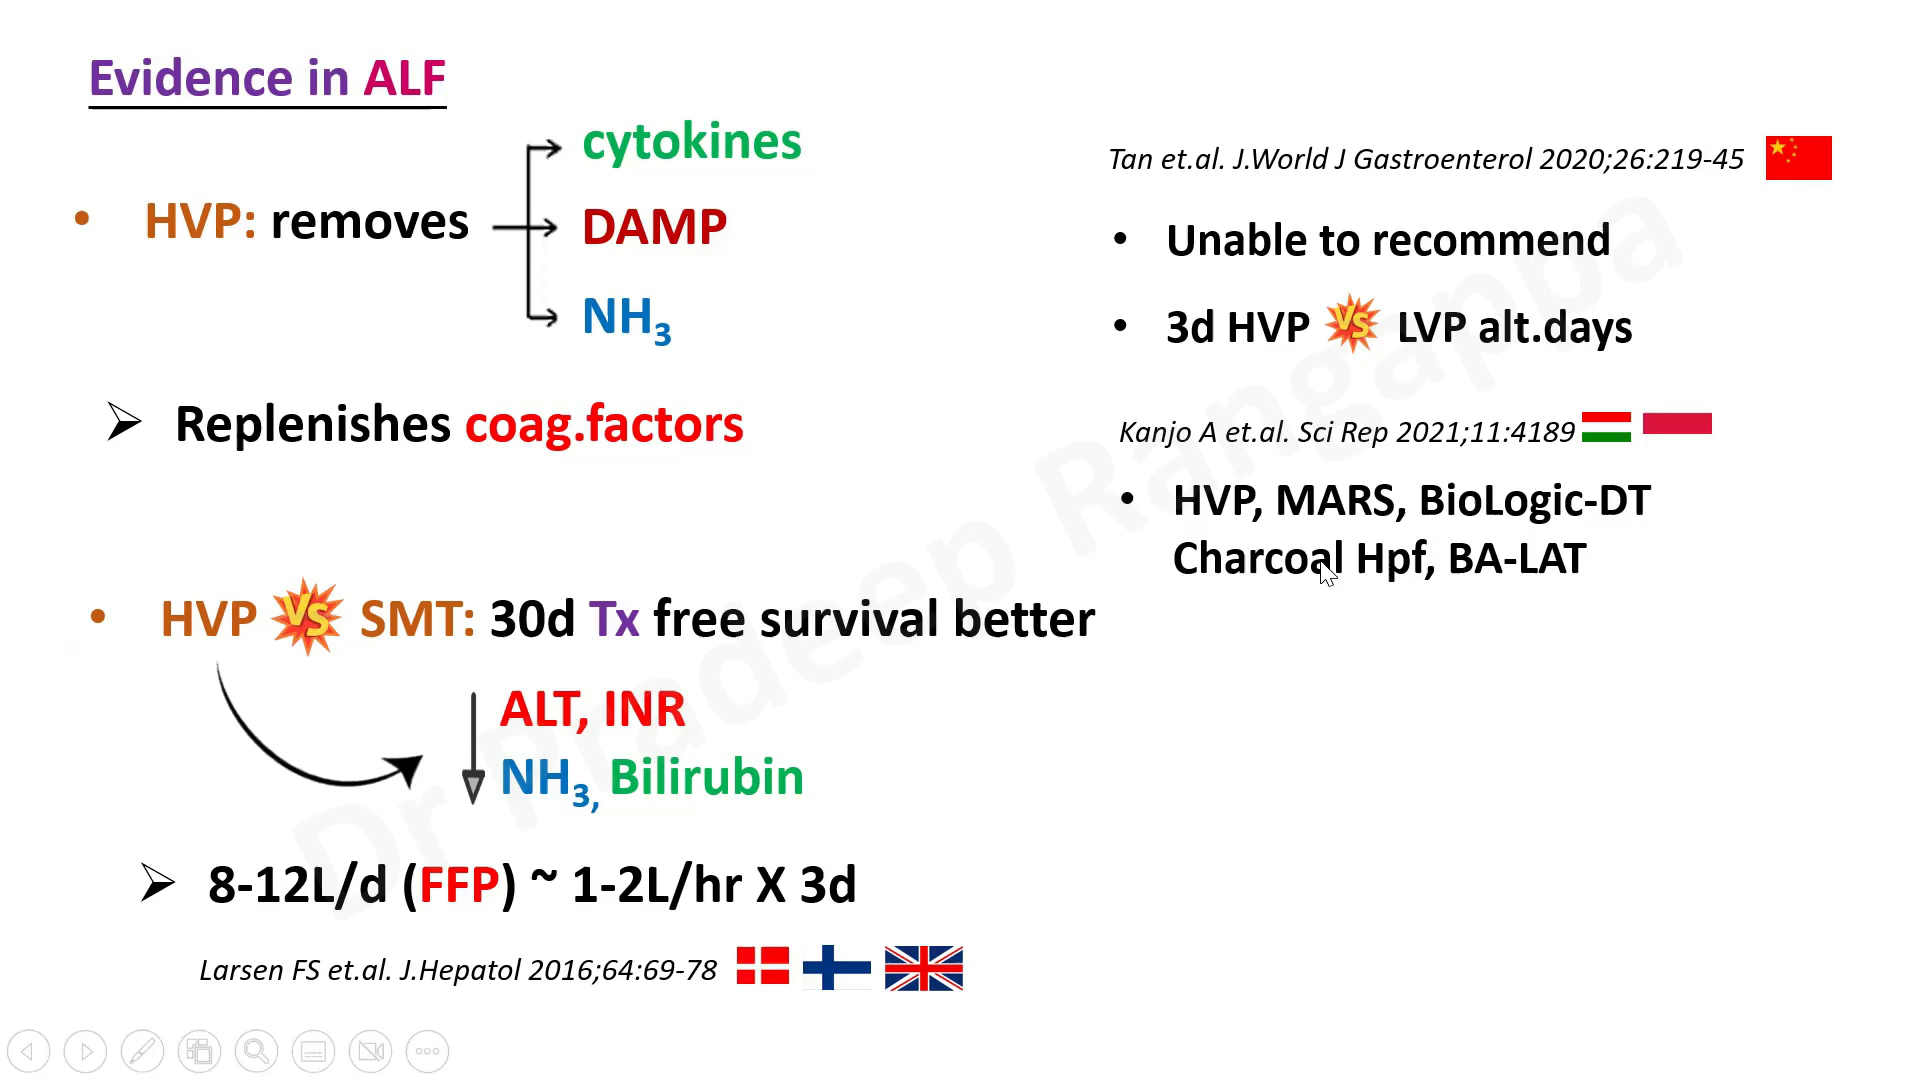 Evidence in ALF
• HVP: removes
cytokines
DAMP
NH₃
➢ Replenishes coag.factors
• HVP VS SMT: 30d Tx free survival better
ALT, INR
NH₃, Bilirubin
➢ 8-12L/d (FFP) ~ 1-2L/hr X 3d
Larsen FS et.al. J.Hepatol 2016;64:69-78
Tan et.al. J.World J Gastroenterol 2020;26:219-45
• Unable to recommend
• 3d HVP VS LVP alt.days
Kanjo A et.al. Sci Rep 2021;11:4189
• HVP, MARS, BioLogic-DT
Charcoal Hpf, BA-LAT
Dr Pradeep Rangappa